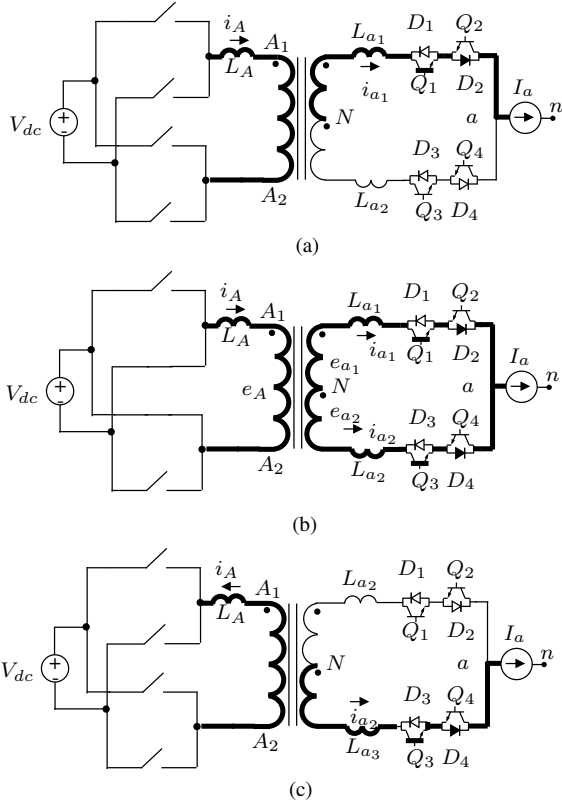 i_A A_1 L_{a_1} D_1 Q_2
L_A Q_1 D_2 I_a n
V_{dc} + - N i_{a_1} a
D_3 Q_4
A_2 L_{a_2} Q_3 D_4
(a)
i_A A_1 L_{a_1} D_1 Q_2
L_A i_{a_1} Q_1 D_2 I_a
V_{dc} + - e_A e_{a_1} N a n
e_{a_2} i_{a_2} D_3 Q_4
A_2 L_{a_2} Q_3 D_4
(b)
i_A A_1 L_{a_2} D_1 Q_2
L_A Q_1 D_2 I_a n
V_{dc} + - N a
i_{a_2} D_3 Q_4
A_2 L_{a_3} Q_3 D_4
(c)